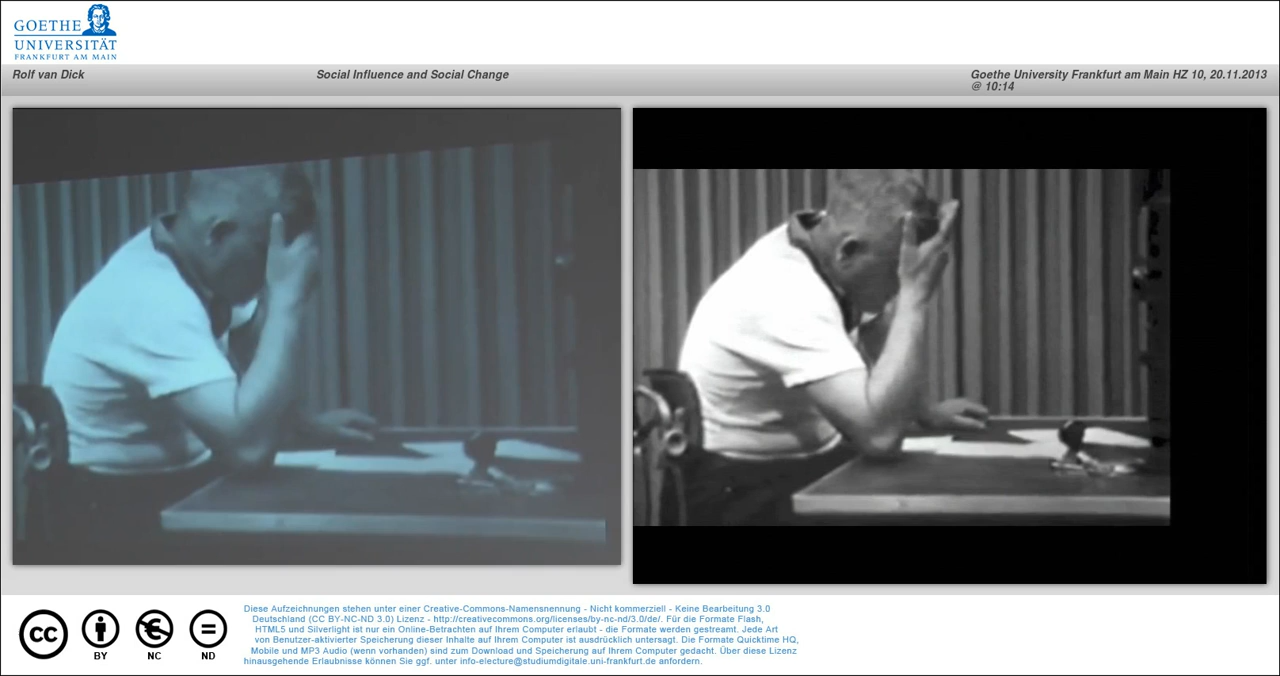 GOETHE
UNIVERSITÄT
FRANKFURT AM MAIN
Rolf van Dick
Social Influence and Social Change
Goethe University Frankfurt am Main HZ 10, 20.11.2013
@ 10:14
cc
BY
NC
ND
Diese Aufzeichnungen stehen unter einer Creative-Commons-Namensnennung - Nicht kommerziell - Keine Bearbeitung 3.0
Deutschland (CC BY-NC-ND 3.0) Lizenz - http://creativecommons.org/licenses/by-nc-nd/3.0/de/. Für die Formate Flash,
HTML5 und Silverlight ist nur ein Online-Betrachten auf Ihrem Computer erlaubt - die Formate werden gestreamt. Jede Art
von Benutzer-aktivierter Speicherung dieser Inhalte auf Ihrem Computer ist ausdrücklich untersagt. Die Formate Quicktime HQ,
Mobile und MP3 Audio (wenn vorhanden) sind zum Download und Speicherung auf Ihrem Computer gedacht. Über diese Lizenz
hinausgehende Erlaubnisse können Sie ggf. unter info-electure@studiumdigitale.uni-frankfurt.de anfordern.